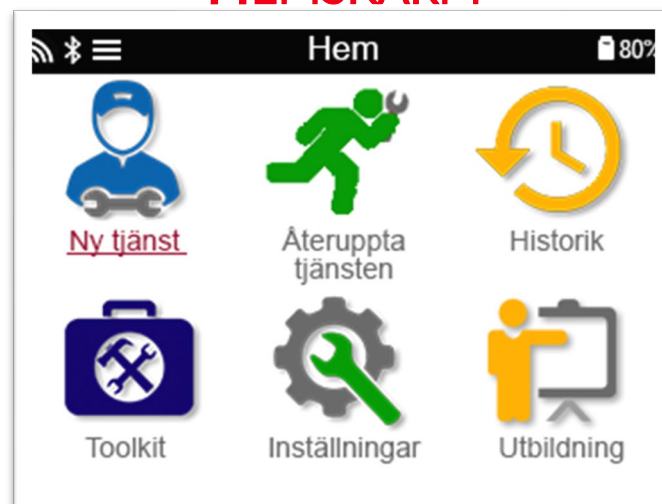 Hem
80%
Ny tjänst
Återuppta
tjänsten
Historik
Toolkit
Inställningar
Utbildning